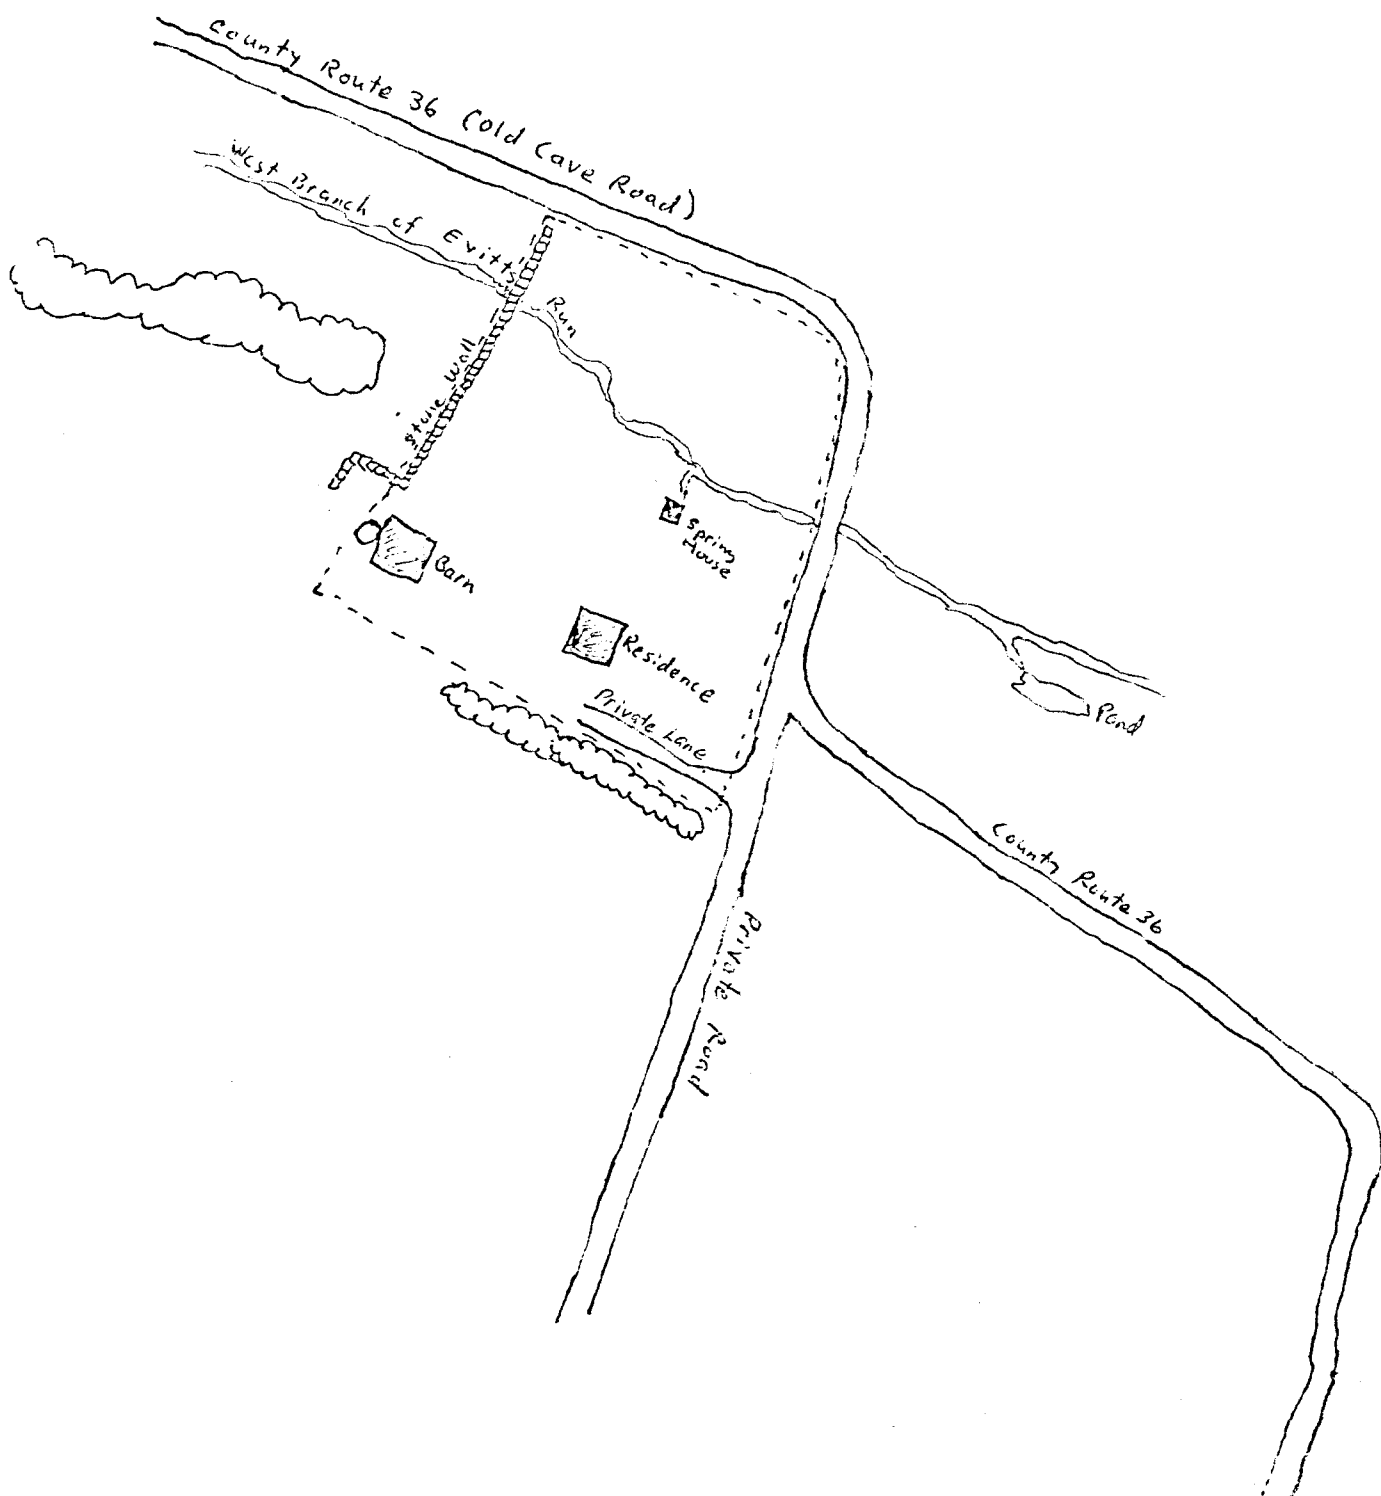 County Route 36 (Old Cave Road)
West Branch of Evitts'
Run
Stone Wall
Spring
House
Barn
Residence
Private Lane
Pond
County Route 36
Private Road